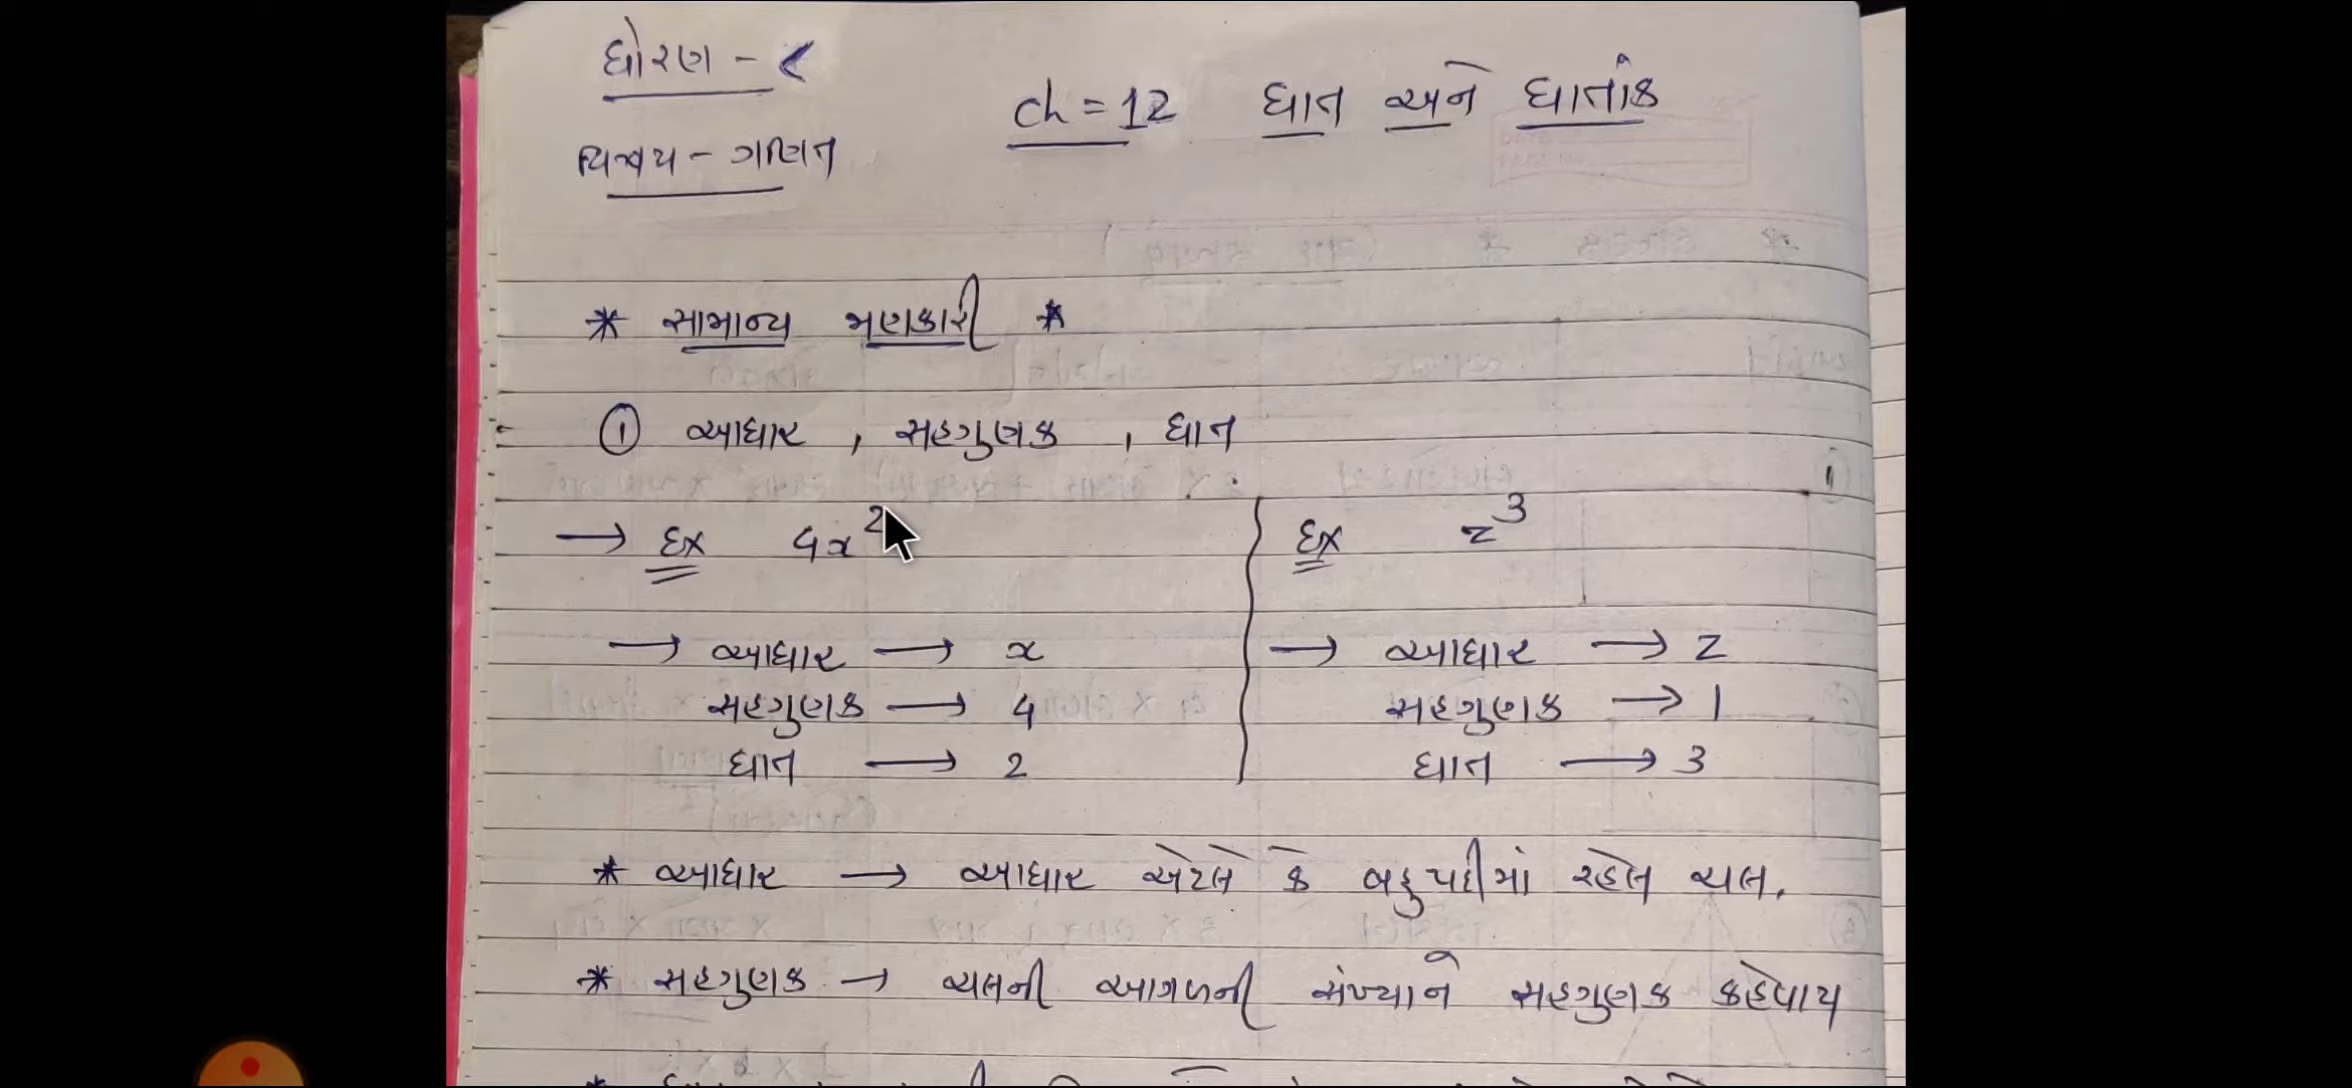 ધોરણ - ૮
ch = 12 ઘાત અને ઘાતાંક
વિષય - ગણિત
* સામાન્ય જાણકારી *
① આધાર , સહગુણક , ઘાત
→ Ex 4x² Ex z³
→ આધાર → x → આધાર → z
સહગુણક → 4 સહગુણક → 1
ઘાત → 2 ઘાત → 3
* આધાર → આધાર એટલે કે બહુપદીમાં રહેલ ચલ.
* સહગુણક → ચલની આગળની સંખ્યાને સહગુણક કહેવાય